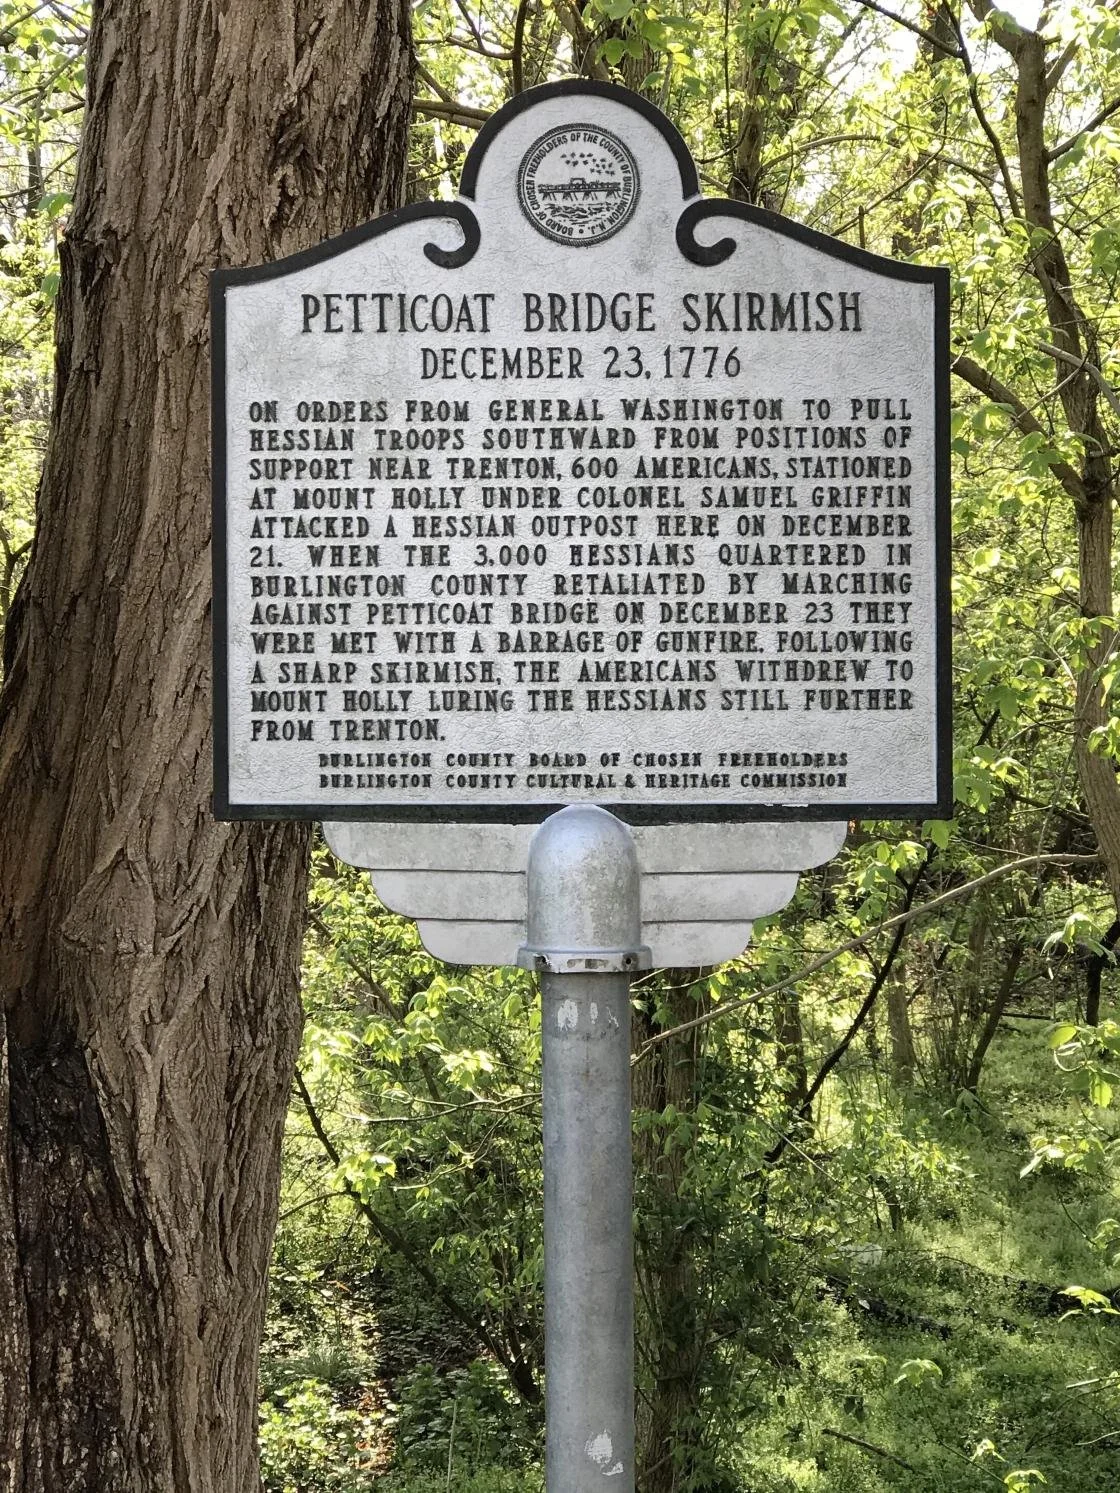 BOARD OF CHOSEN FREEHOLDERS OF THE COUNTY OF BURLINGTON, N.J.
PETTICOAT BRIDGE SKIRMISH
DECEMBER 23, 1776
ON ORDERS FROM GENERAL WASHINGTON TO PULL
HESSIAN TROOPS SOUTHWARD FROM POSITIONS OF
SUPPORT NEAR TRENTON, 600 AMERICANS, STATIONED
AT MOUNT HOLLY UNDER COLONEL SAMUEL GRIFFIN
ATTACKED A HESSIAN OUTPOST HERE ON DECEMBER
21. WHEN THE 3,000 HESSIANS QUARTERED IN
BURLINGTON COUNTY RETALIATED BY MARCHING
AGAINST PETTICOAT BRIDGE ON DECEMBER 23 THEY
WERE MET WITH A BARRAGE OF GUNFIRE. FOLLOWING
A SHARP SKIRMISH, THE AMERICANS WITHDREW TO
MOUNT HOLLY LURING THE HESSIANS STILL FURTHER
FROM TRENTON.
BURLINGTON COUNTY BOARD OF CHOSEN FREEHOLDERS
BURLINGTON COUNTY CULTURAL & HERITAGE COMMISSION